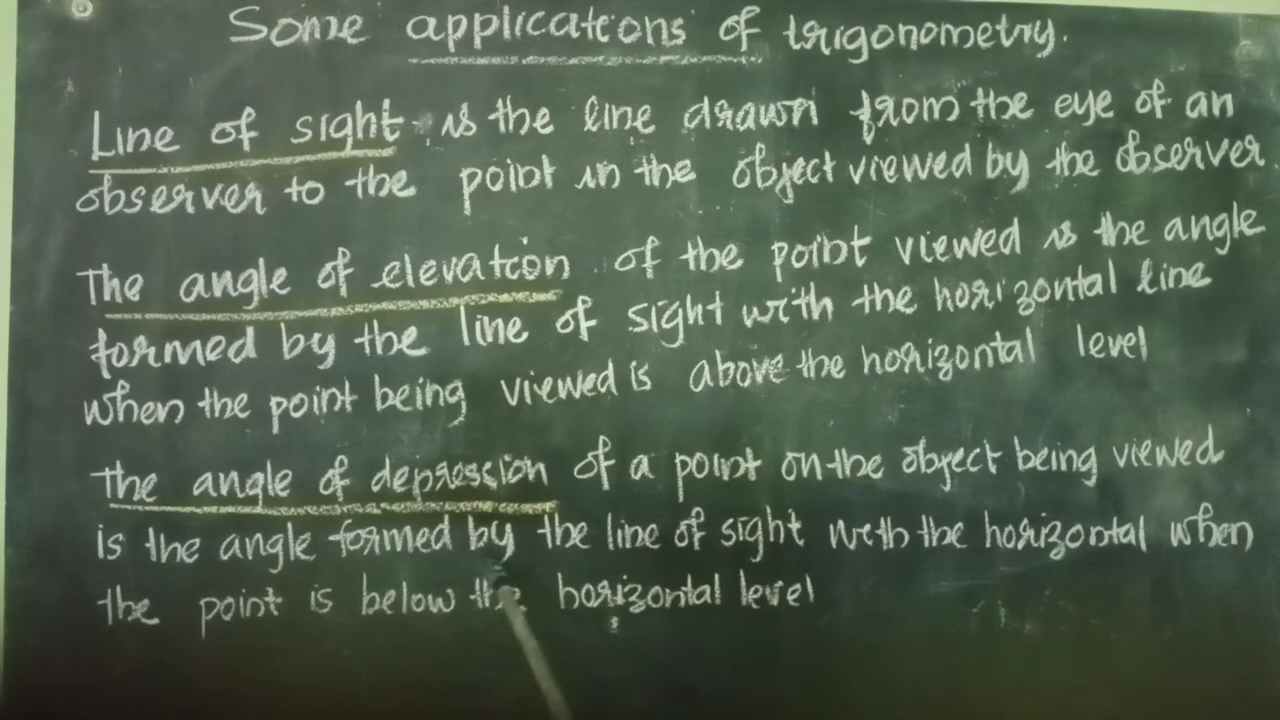 Some applications of trigonometry.
Line of sight is the line drawn from the eye of an
observer to the point in the object viewed by the observer
The angle of elevation of the point viewed is the angle
formed by the line of sight with the horizontal line
when the point being viewed is above the horizontal level
The angle of depression of a point on the object being viewed
is the angle formed by the line of sight with the horizontal when
the point is below the horizontal level